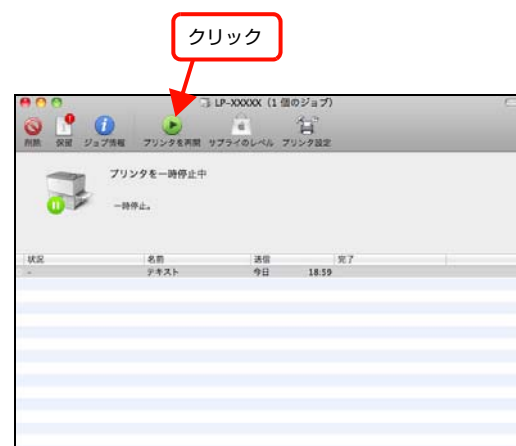 クリック
LP-XXXXX (1 個のジョブ)
削除 保留 ジョブ情報 プリンタを再開 サプライのレベル プリンタ設定
プリンタを一時停止中
一時停止。
状況 名前 送信 完了
- テキスト 今日 18:59